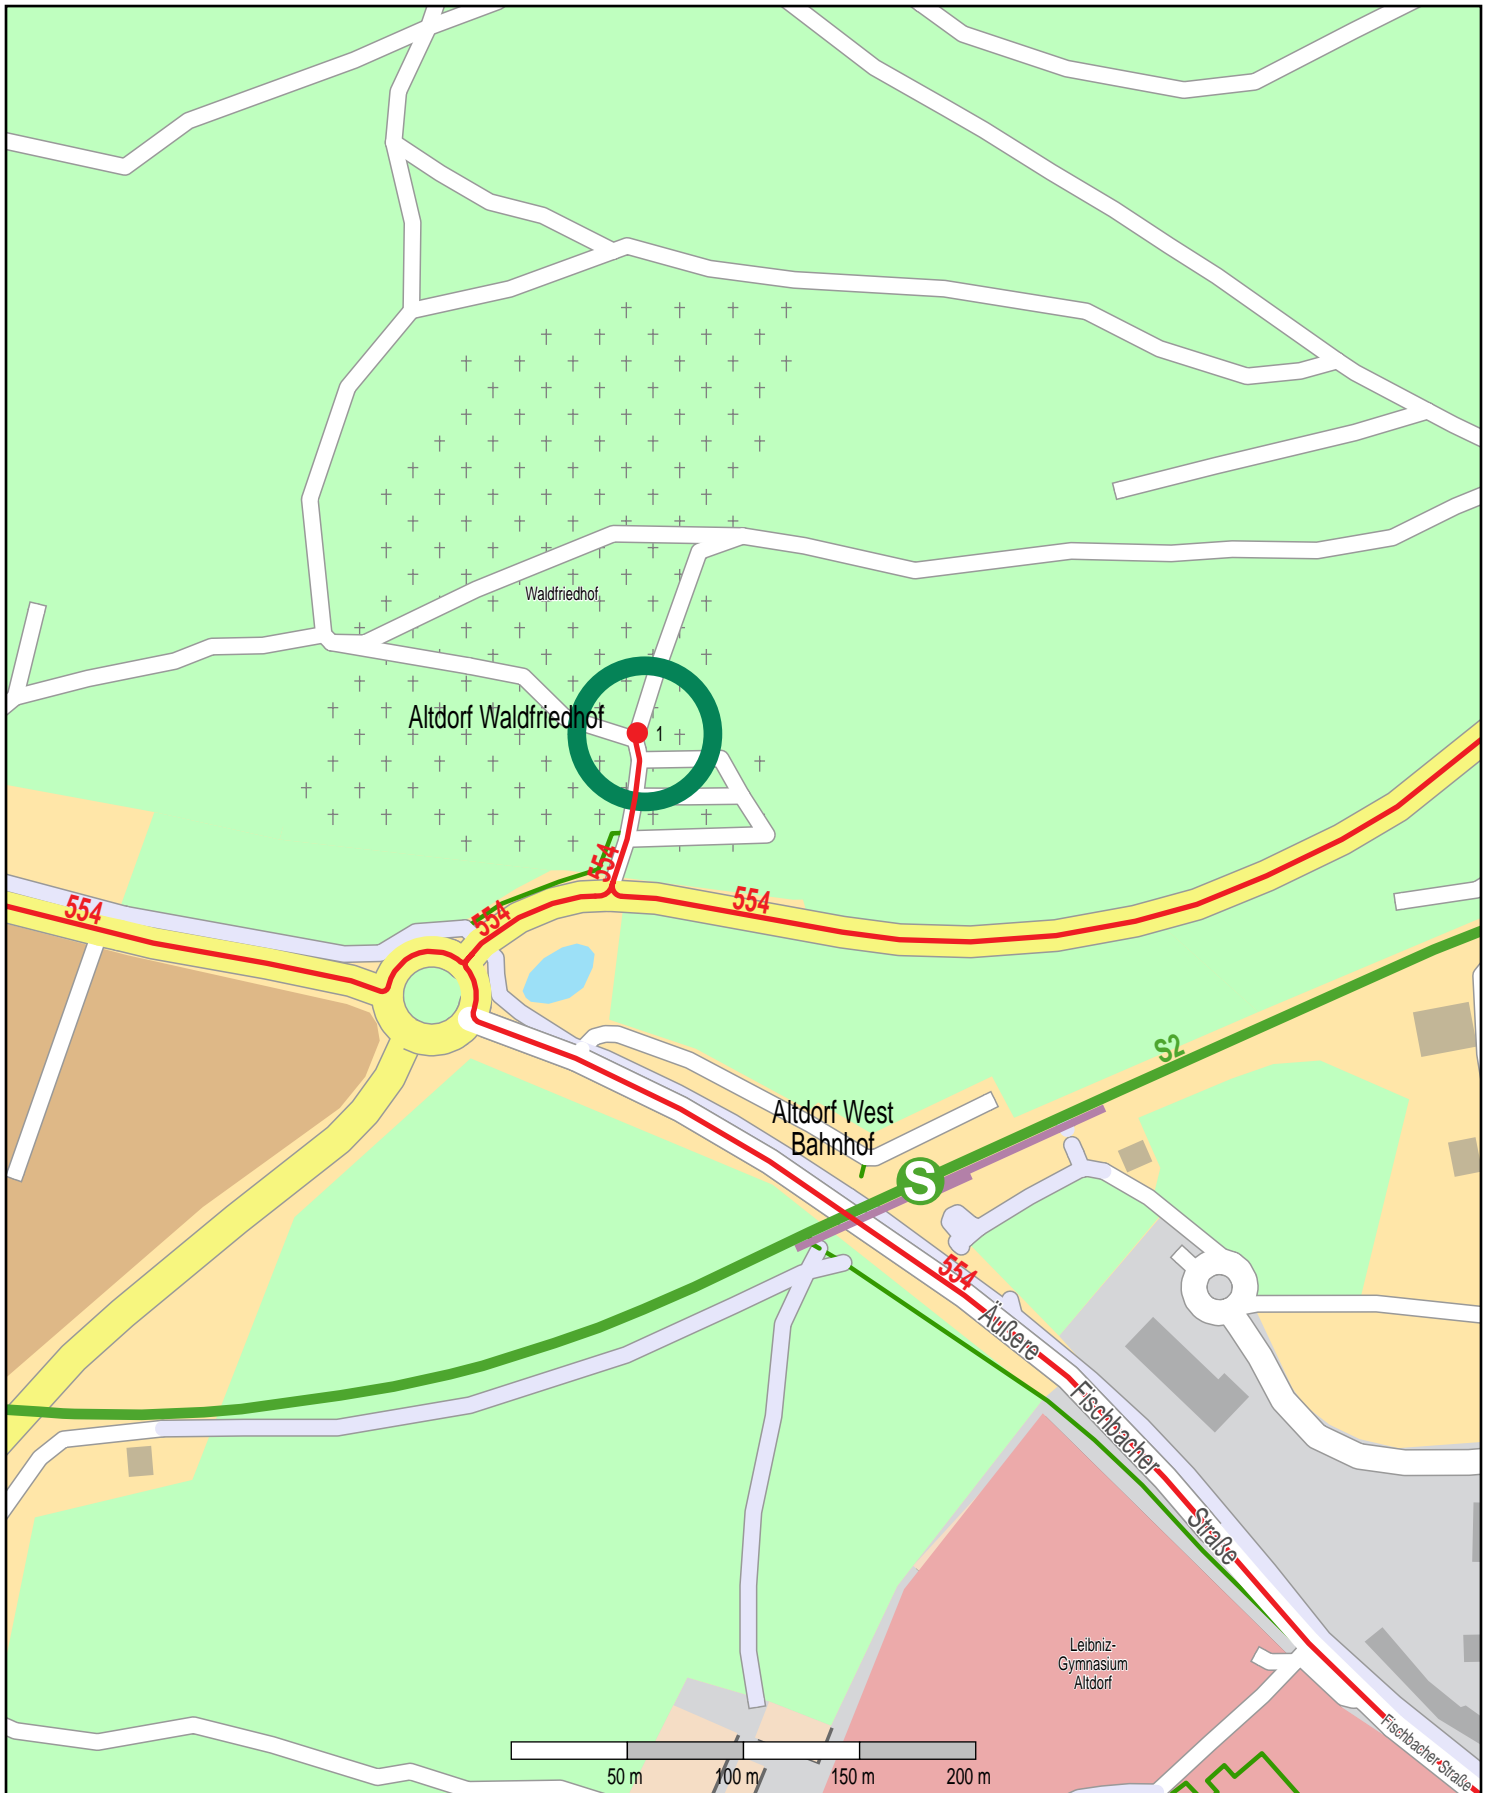 Waldfriedhof
Altdorf Waldfriedhof
1
554
554
554
554
S2
Altdorf West
Bahnhof
S
554
Äußere
Fischbacher
Straße
Leibniz-
Gymnasium
Altdorf
Fischbacher Straße
50 m
100 m
150 m
200 m